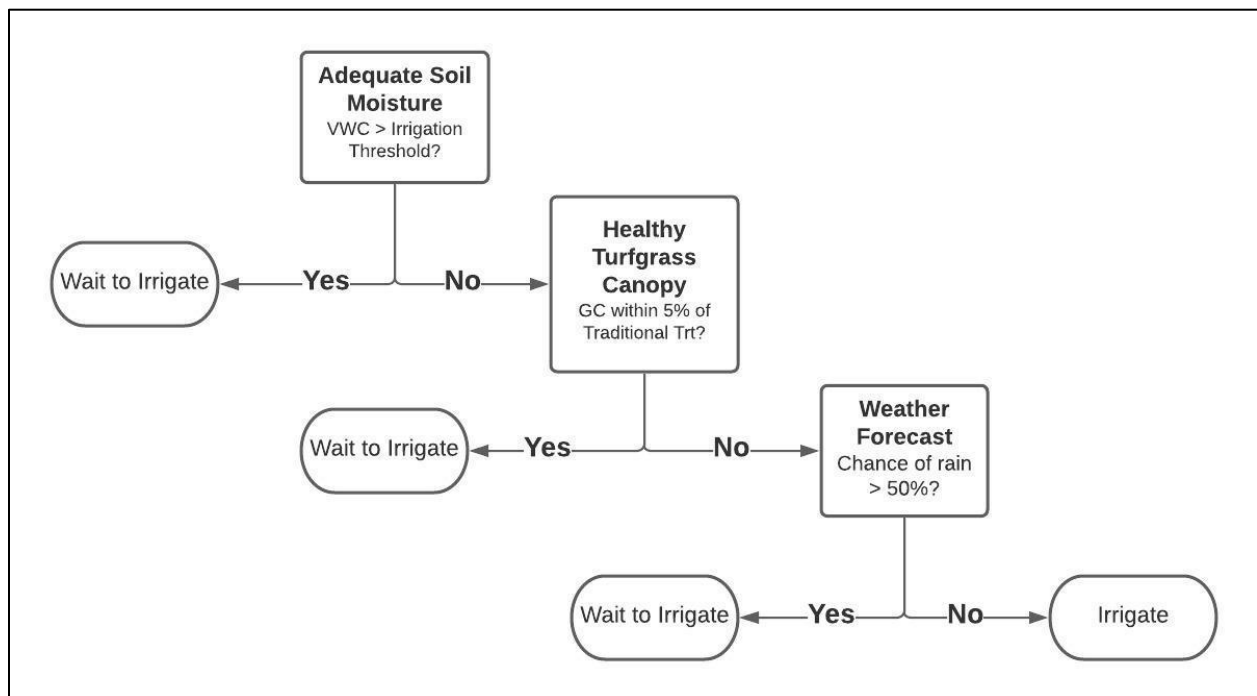 Adequate Soil
Moisture
VWC > Irrigation
Threshold?
Wait to Irrigate
Yes
No
Healthy
Turfgrass
Canopy
GC within 5% of
Traditional Trt?
Wait to Irrigate
Yes
No
Weather
Forecast
Chance of rain
> 50%?
Wait to Irrigate
Yes
No
Irrigate